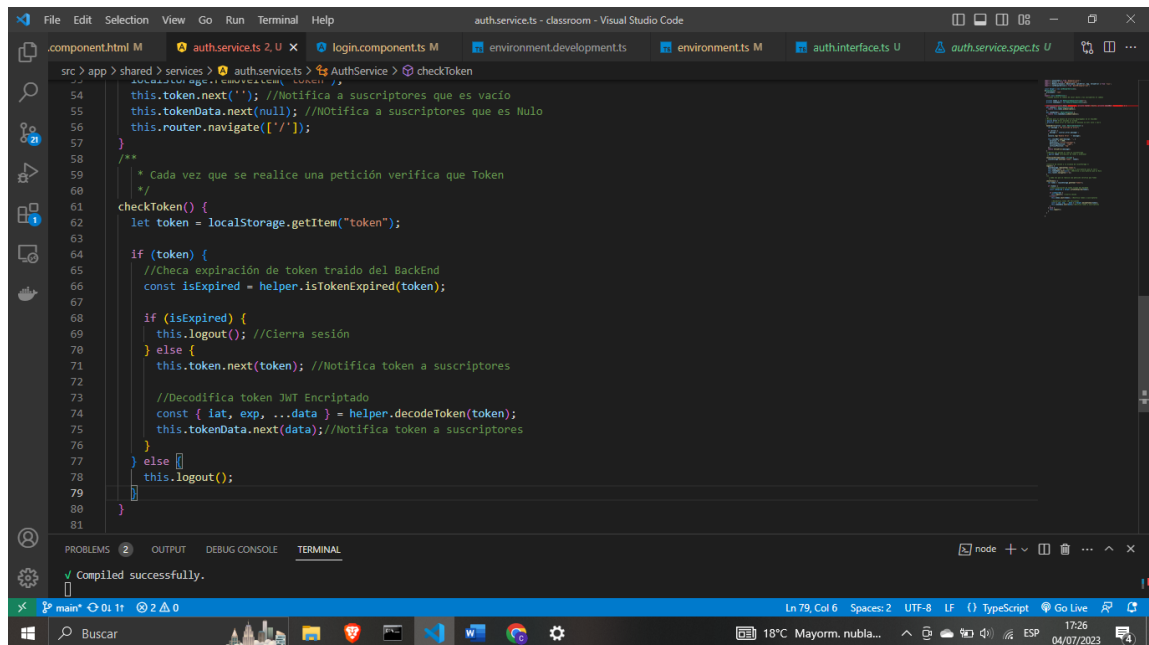 File Edit Selection View Go Run Terminal Help auth.service.ts - classroom - Visual Studio Code
.component.html M auth.service.ts 2, U login.component.ts M environment.development.ts environment.ts M auth.interface.ts U auth.service.spec.ts U
src > app > shared > services > auth.service.ts > AuthService > checkToken
53 localStorage.removeItem("token");
54 this.token.next(''); //Notifica a suscriptores que es vacío
55 this.tokenData.next(null); //NOtifica a suscriptores que es Nulo
56 this.router.navigate(['/']);
57 }
58 /**
59 * Cada vez que se realice una petición verifica que Token
60 */
61 checkToken() {
62 let token = localStorage.getItem("token");
63
64 if (token) {
65 //Checa expiración de token traido del BackEnd
66 const isExpired = helper.isTokenExpired(token);
67
68 if (isExpired) {
69 this.logout(); //Cierra sesión
70 } else {
71 this.token.next(token); //Notifica token a suscriptores
72
73 //Decodifica token JWT Encriptado
74 const { iat, exp, ...data } = helper.decodeToken(token);
75 this.tokenData.next(data);//Notifica token a suscriptores
76 }
77 } else {
78 this.logout();
79 }
80 }
81
21
1
PROBLEMS 2 OUTPUT DEBUG CONSOLE TERMINAL node
√ Compiled successfully.
main* 0↓ 1↑ 2 0 Ln 79, Col 6 Spaces: 2 UTF-8 LF {} TypeScript Go Live
Buscar 18°C Mayorm. nubla... ESP 17:26
04/07/2023 4